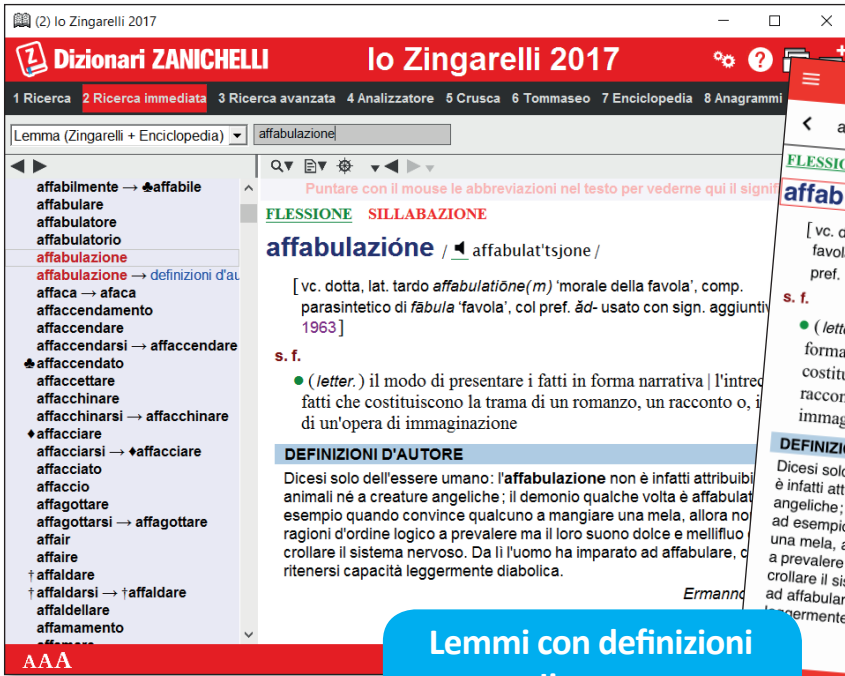 (2) lo Zingarelli 2017
Dizionari ZANICHELLI lo Zingarelli 2017
1 Ricerca 2 Ricerca immediata 3 Ricerca avanzata 4 Analizzatore 5 Crusca 6 Tommaseo 7 Enciclopedia 8 Anagrammi
Lemma (Zingarelli + Enciclopedia) affabulazione
affabilmente → ♣affabile
affabulare
affabulatore
affabulatorio
affabulazione
affabulazione → definizioni d'au
affaca → afaca
affaccendamento
affaccendare
affaccendarsi → affaccendare
♣affaccendato
affaccettare
affacchinare
affacchinarsi → affacchinare
♦affacciare
affacciarsi → ♦affacciare
affacciato
affaccio
affagottare
affagottarsi → affagottare
affair
affaire
†affaldare
†affaldarsi → †affaldare
affaldellare
affamamento
AAA
Puntare con il mouse le abbreviazioni nel testo per vederne qui il signif
FLESSIONE SILLABAZIONE
affabulazióne / affabulat'tsjone /
[ vc. dotta, lat. tardo affabulatiōne(m) 'morale della favola', comp.
parasintetico di fābula 'favola', col pref. ăd- usato con sign. aggiuntiv
1963 ]
s. f.
● ( letter. ) il modo di presentare i fatti in forma narrativa | l'intrec
fatti che costituiscono la trama di un romanzo, un racconto o, i
di un'opera di immaginazione
DEFINIZIONI D'AUTORE
Dicesi solo dell'essere umano: l'affabulazione non è infatti attribuibi
animali né a creature angeliche; il demonio qualche volta è affabulat
esempio quando convince qualcuno a mangiare una mela, allora no
ragioni d'ordine logico a prevalere ma il loro suono dolce e mellifluo
crollare il sistema nervoso. Da lì l'uomo ha imparato ad affabulare, c
ritenersi capacità leggermente diabolica.
Ermanno
Lemmi con definizioni
a
FLESSIO
affab
[ vc. d
favol
pref.
s. f.
● ( lette
forma
costitu
raccon
immag
DEFINIZI
Dicesi solo
è infatti att
angeliche;
ad esempio
una mela, a
a prevalere
crollare il sis
ad affabular
leggermente